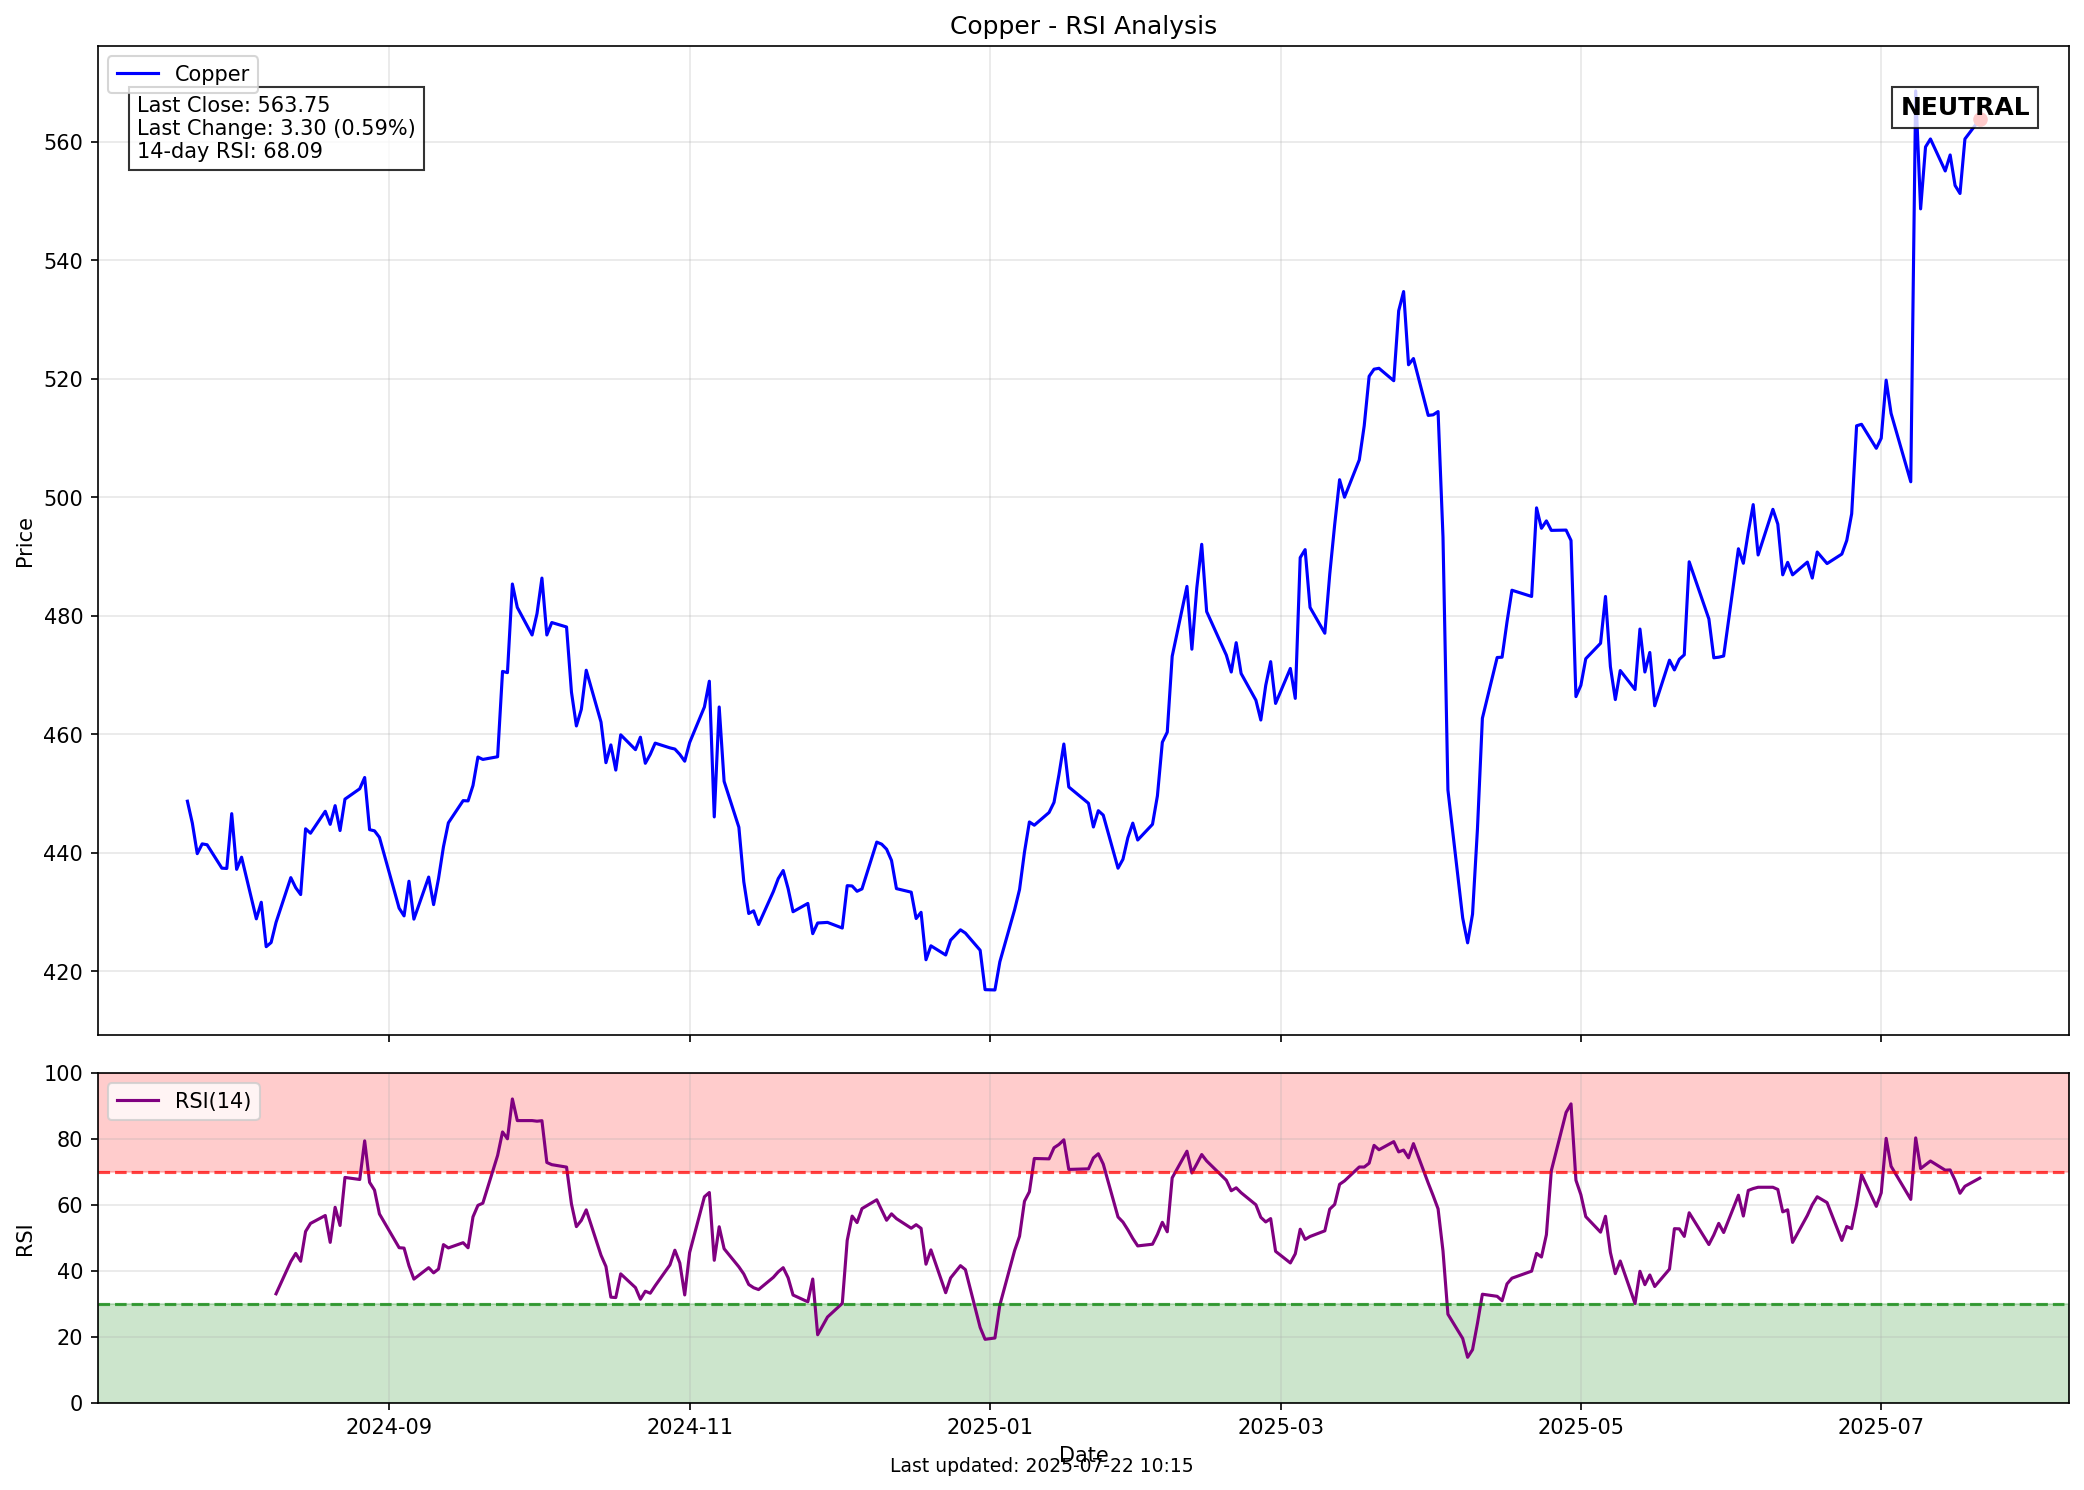 Copper - RSI Analysis
Copper
Last Close: 563.75
Last Change: 3.30 (0.59%)
14-day RSI: 68.09
NEUTRAL
Price
560
540
520
500
480
460
440
420
RSI
RSI(14)
100
80
60
40
20
0
2024-09
2024-11
2025-01
2025-03
2025-05
2025-07
Date
Last updated: 2025-07-22 10:15